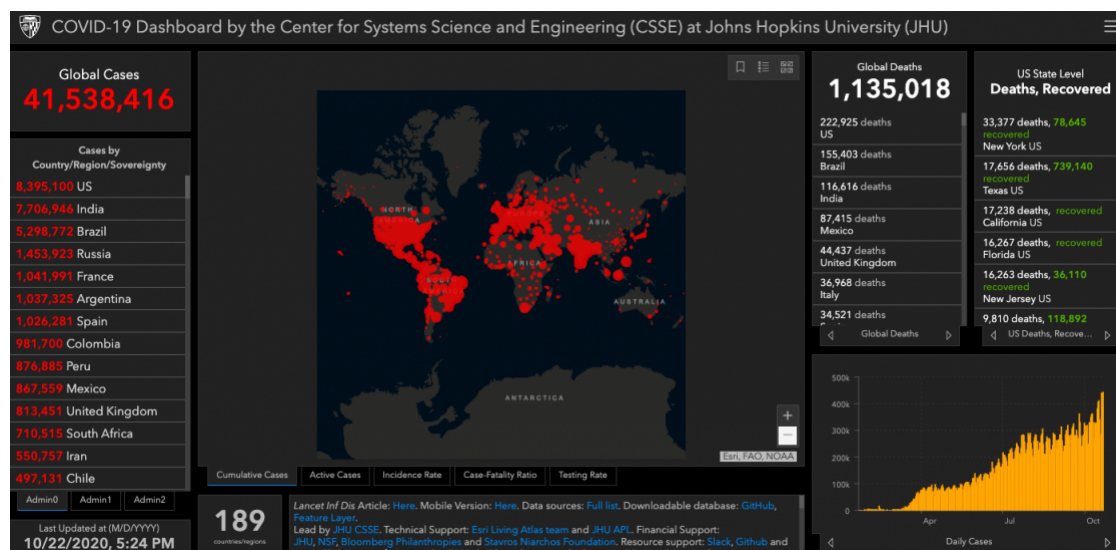 COVID-19 Dashboard by the Center for Systems Science and Engineering (CSSE) at Johns Hopkins University (JHU)
Global Cases
41,538,416
Cases by
Country/Region/Sovereignty
8,395,100 US
7,706,946 India
5,298,772 Brazil
1,453,923 Russia
1,041,991 France
1,037,325 Argentina
1,026,281 Spain
981,700 Colombia
876,885 Peru
867,559 Mexico
813,451 United Kingdom
710,515 South Africa
550,757 Iran
497,131 Chile
Admin0 Admin1 Admin2
Last Updated at (M/D/YYYY)
10/22/2020, 5:24 PM
NORTH
AMERICA
SOUTH
AMERICA
EUROPE
ASIA
AFRICA
AUSTRALIA
ANTARCTICA
+
−
Esri, FAO, NOAA
Cumulative Cases Active Cases Incidence Rate Case-Fatality Ratio Testing Rate
189
countries/regions
Lancet Inf Dis Article: Here. Mobile Version: Here. Data sources: Full list. Downloadable database: GitHub,
Feature Layer.
Lead by JHU CSSE. Technical Support: Esri Living Atlas team and JHU APL. Financial Support:
JHU, NSF, Bloomberg Philanthropies and Stavros Niarchos Foundation. Resource support: Slack, Github and
Global Deaths
1,135,018
222,925 deaths
US
155,403 deaths
Brazil
116,616 deaths
India
87,415 deaths
Mexico
44,437 deaths
United Kingdom
36,968 deaths
Italy
34,521 deaths
Global Deaths
US State Level
Deaths, Recovered
33,377 deaths, 78,645
recovered
New York US
17,656 deaths, 739,140
recovered
Texas US
17,238 deaths, recovered
California US
16,267 deaths, recovered
Florida US
16,263 deaths, 36,110
recovered
New Jersey US
9,810 deaths, 118,892
US Deaths, Recove...
500k
400k
300k
200k
100k
0
Apr Jul Oct
Daily Cases